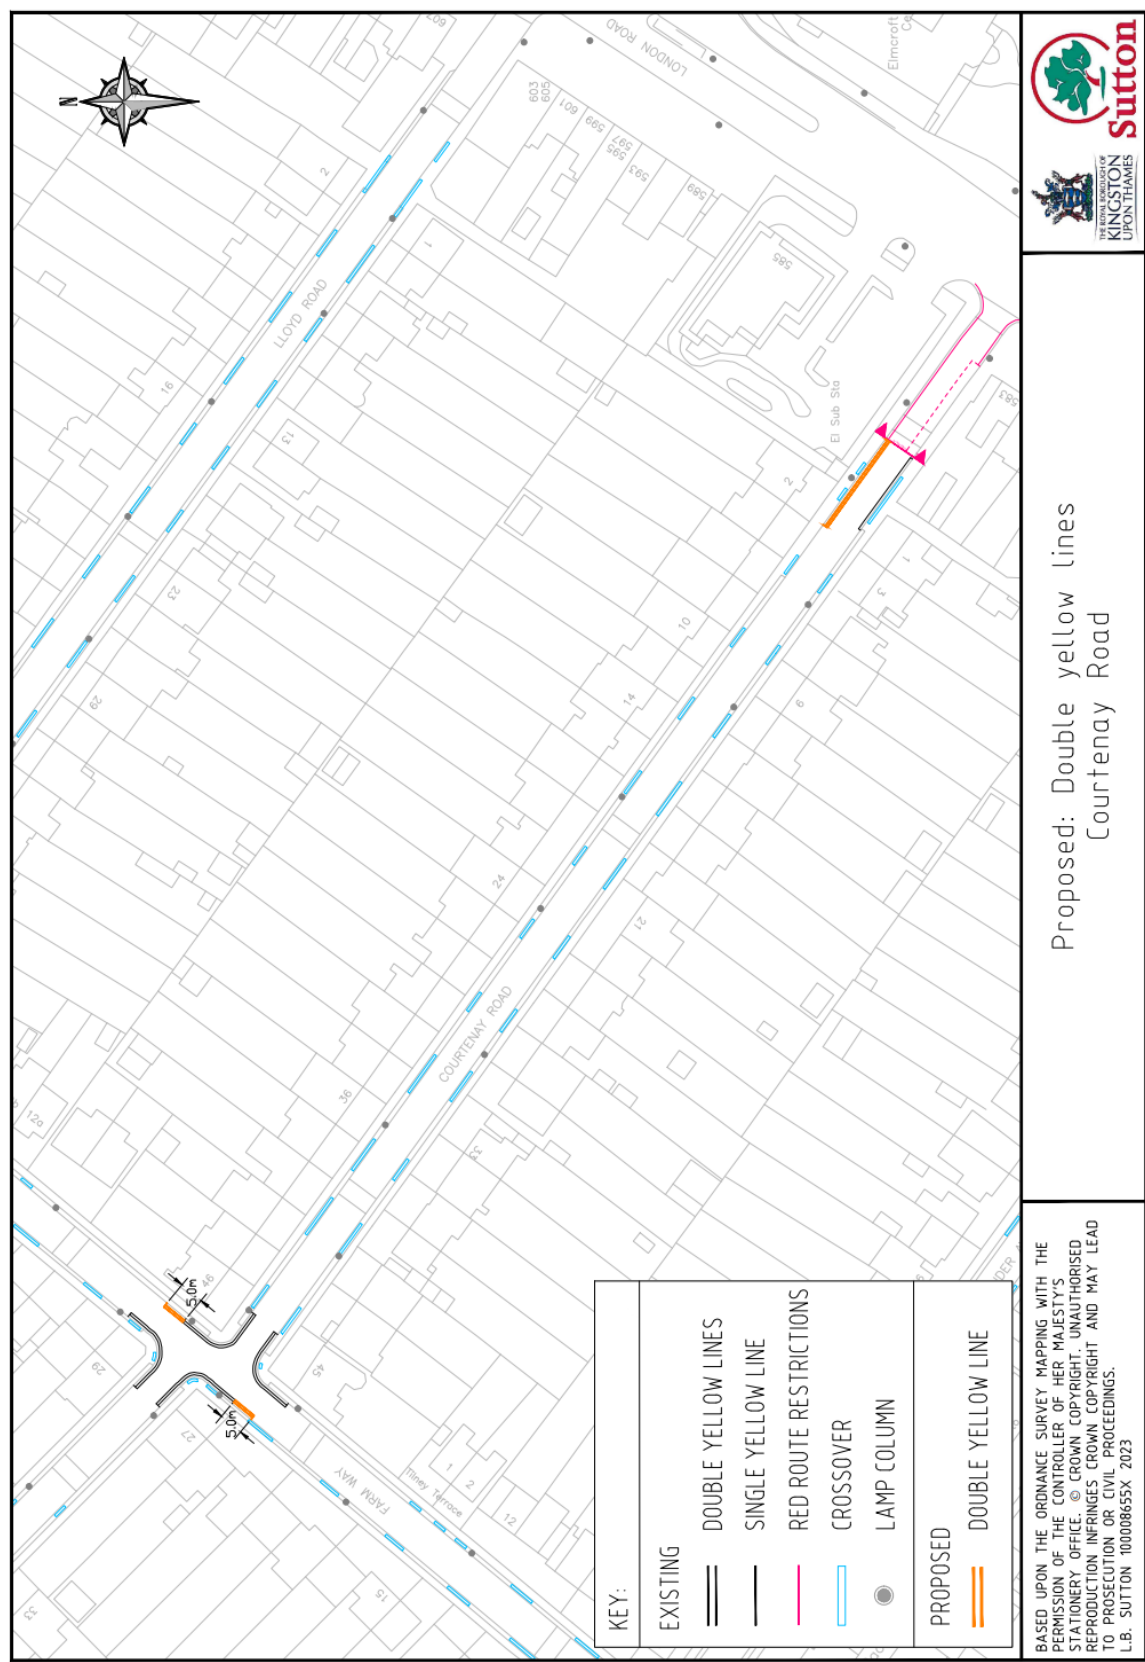 N
LLOYD ROAD
LONDON ROAD
607
603
605
601
599
597
595
593
589
585
583
Elmcroft
Ce
El Sub Sta
2
16
1
13
23
29
2
10
14
24
36
46
1
3
9
21
33
45
COURTENAY ROAD
5.0m
5.0m
12a
29
27
33
15
FARM WAY
Tilney Terrace
1
2
12
KEY:
EXISTING
DOUBLE YELLOW LINES
SINGLE YELLOW LINE
RED ROUTE RESTRICTIONS
CROSSOVER
LAMP COLUMN
PROPOSED
DOUBLE YELLOW LINE
BASED UPON THE ORDNANCE SURVEY MAPPING WITH THE
PERMISSION OF THE CONTROLLER OF HER MAJESTY'S
STATIONERY OFFICE. © CROWN COPYRIGHT. UNAUTHORISED
REPRODUCTION INFRINGES CROWN COPYRIGHT AND MAY LEAD
TO PROSECUTION OR CIVIL PROCEEDINGS.
L.B. SUTTON 100008655X 2023
Proposed: Double yellow lines
Courtenay Road
THE ROYAL BOROUGH OF
KINGSTON
UPON THAMES
Sutton